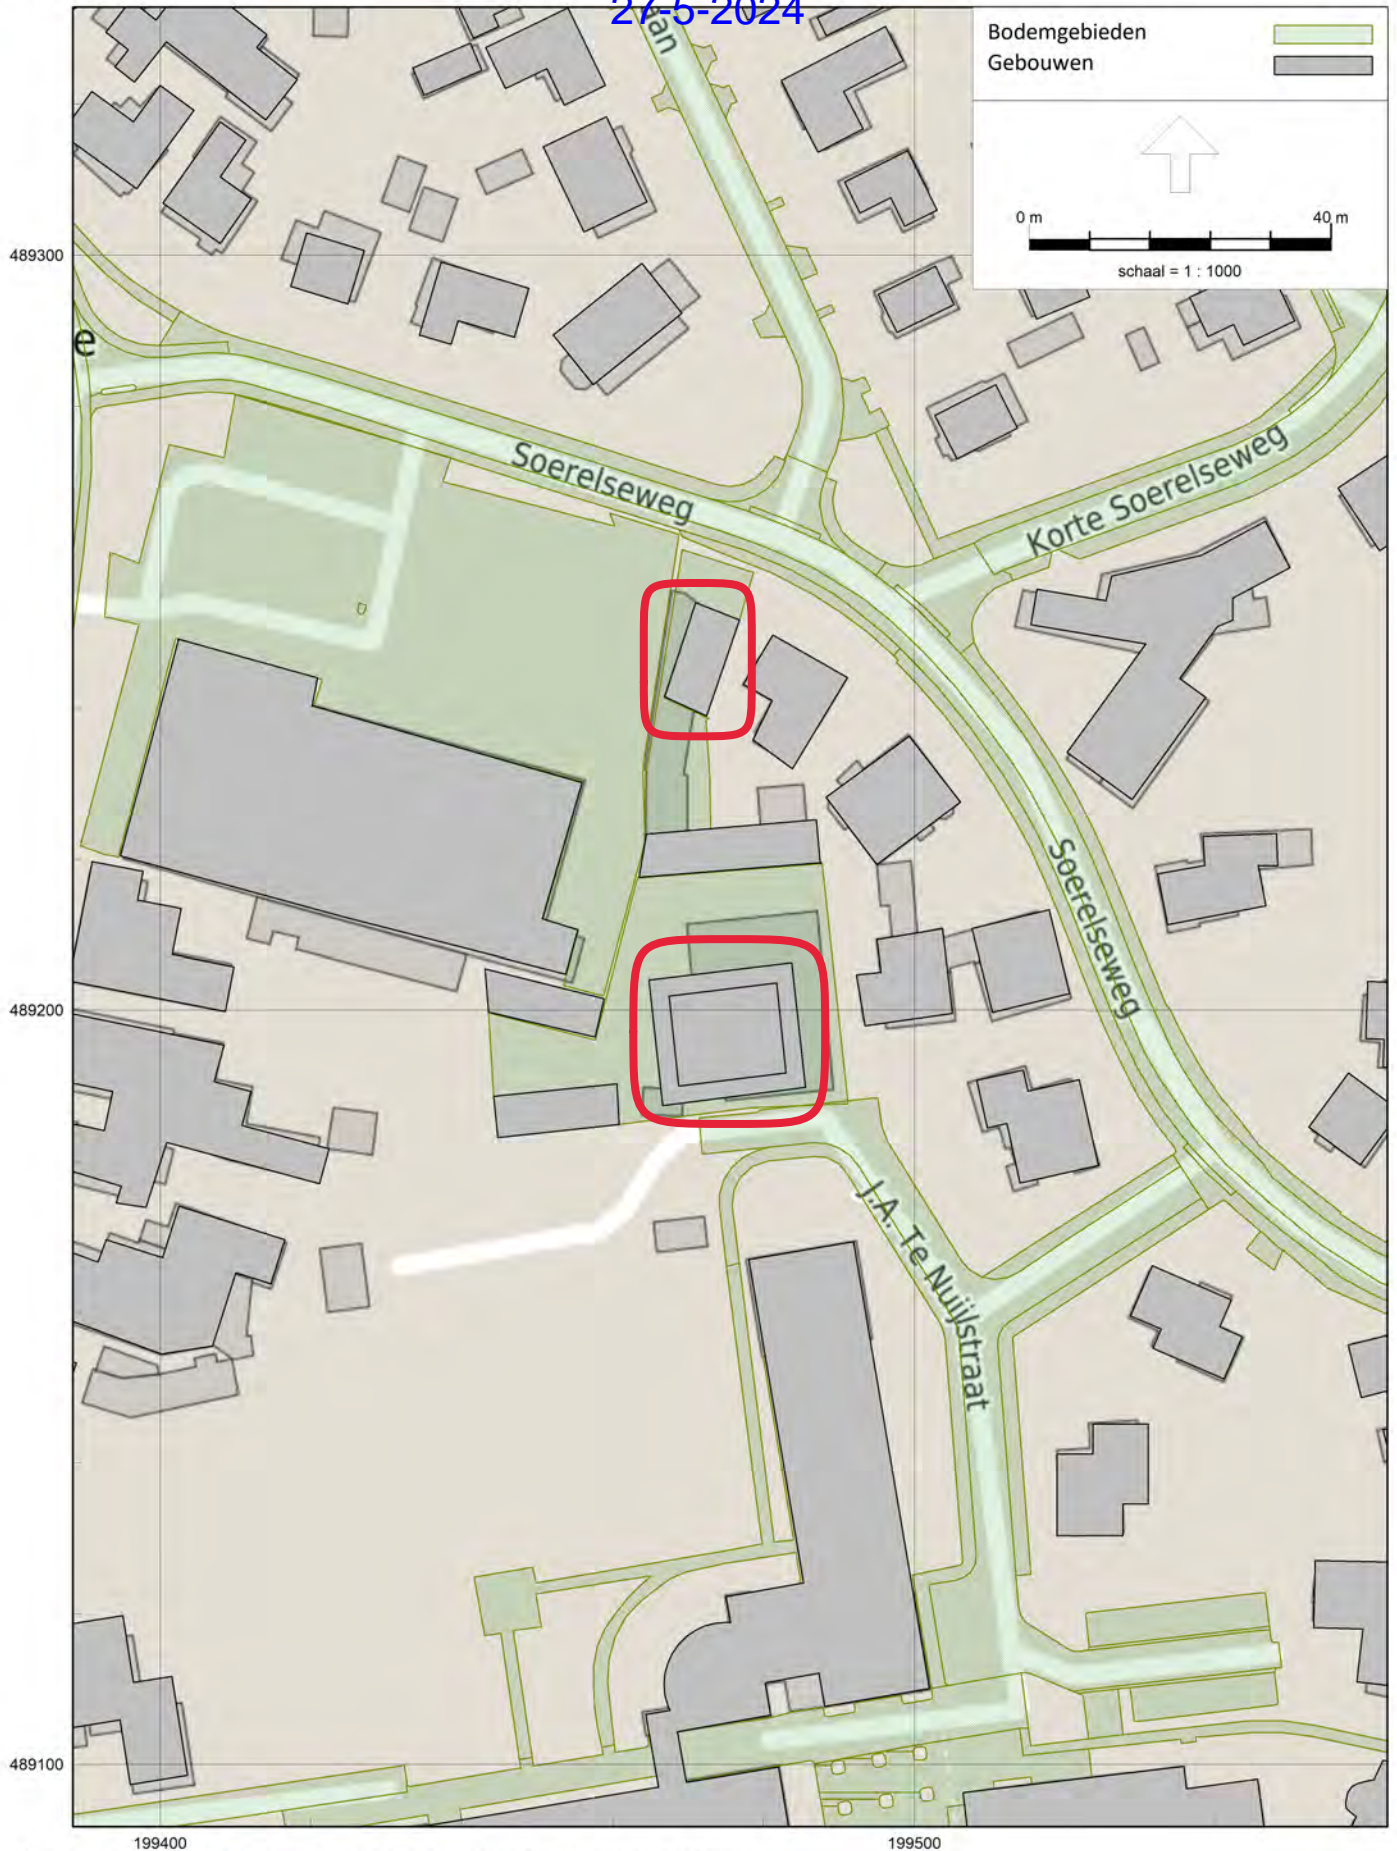 27-5-2024
Bodemgebieden
Gebouwen
0 m
40 m
schaal = 1 : 1000
489300
e
Soerelseweg
Korte Soerelseweg
Soerelseweg
489200
J.A. Te Nuijlstraat
489100
199400
199500